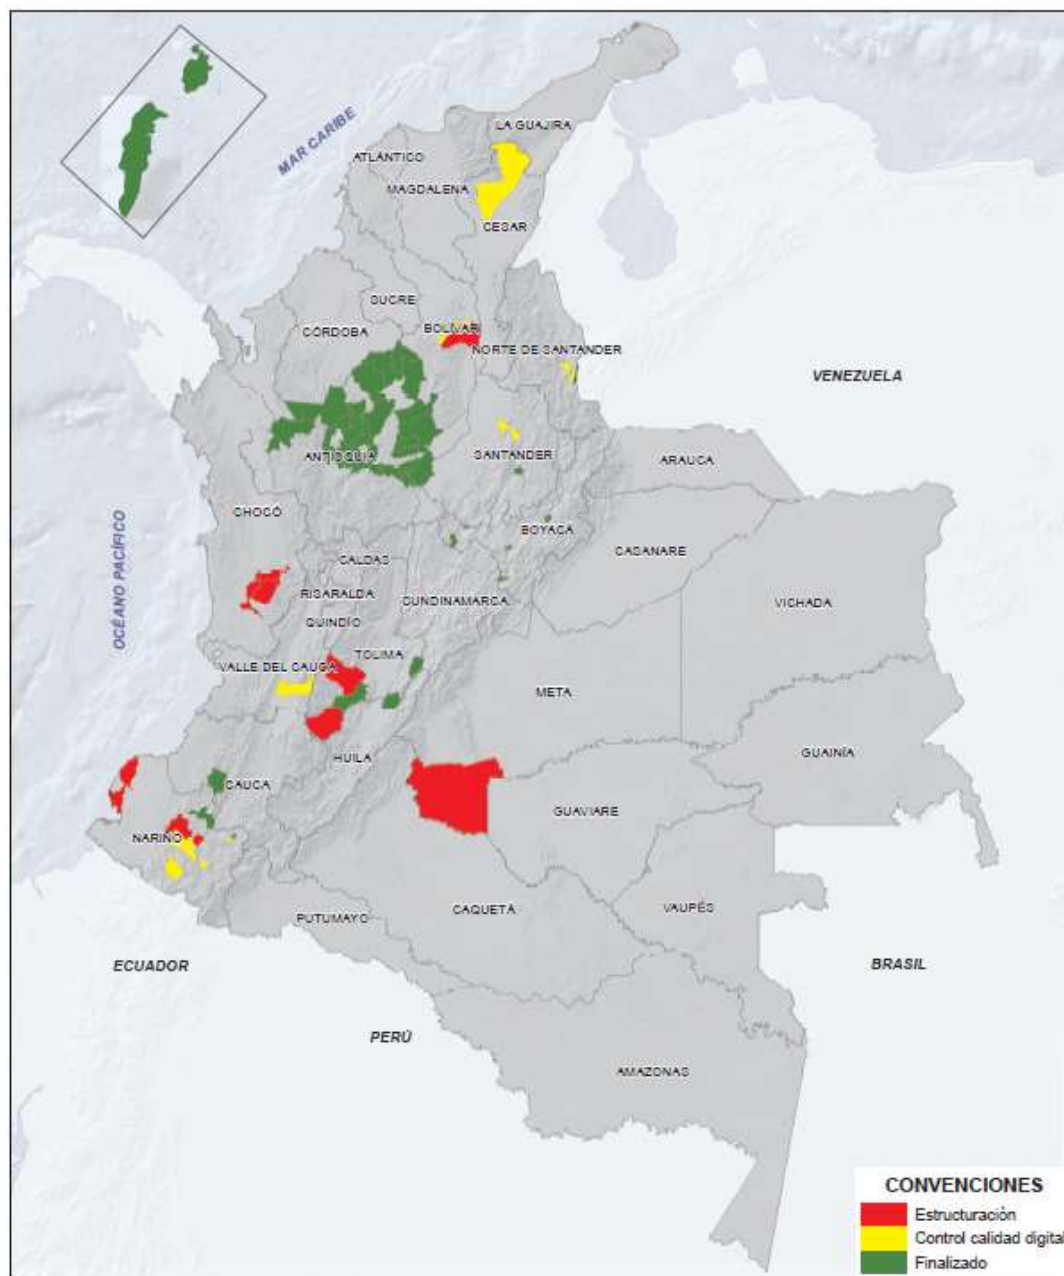 LA GUAJIRA
MAR CARIBE
ATLÁNTICO
MAGDALENA
CESAR
SUCRE
BOLÍVAR
CÓRDOBA
NORTE DE SANTANDER
VENEZUELA
ANTIOQUIA
SANTANDER
ARAUCA
CHOCÓ
OCÉANO PACÍFICO
BOYACÁ
CASANARE
CALDAS
RISARALDA
CUNDINAMARCA
VICHADA
QUINDÍO
TOLIMA
VALLE DEL CAUCA
META
GUAINÍA
HUILA
CAUCA
GUAVIARE
NARIÑO
CAQUETÁ
VAUPÉS
PUTUMAYO
ECUADOR
BRASIL
PERÚ
AMAZONAS
CONVENCIONES
Estructuración
Control calidad digital
Finalizado